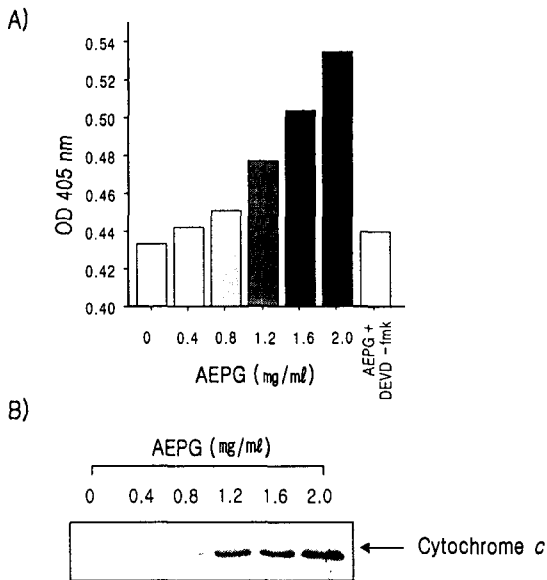 A)
OD 405 nm
0.54
0.52
0.50
0.48
0.46
0.44
0.42
0.40
0 0.4 0.8 1.2 1.6 2.0 AEPG +
DEVD-fmk
AEPG (mg/ml)
B)
AEPG (mg/ml)
0 0.4 0.8 1.2 1.6 2.0
Cytochrome c